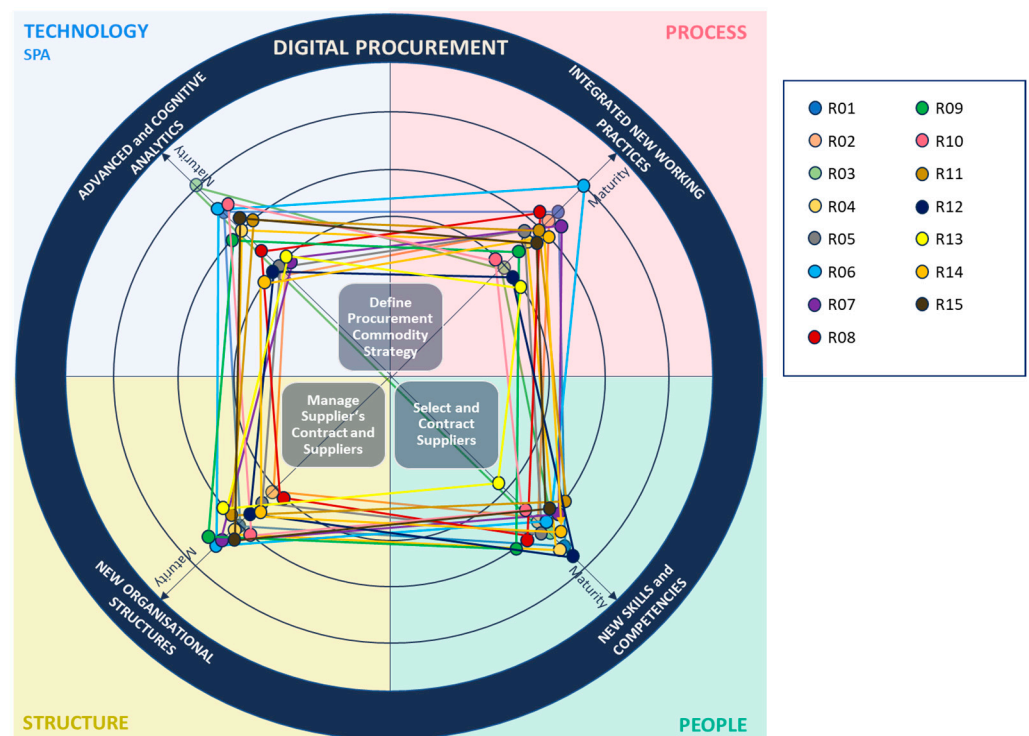 TECHNOLOGY
SPA
DIGITAL PROCUREMENT
PROCESS
ADVANCED and COGNITIVE
ANALYTICS
INTEGRATED NEW WORKING
PRACTICES
Maturity
Maturity
Define
Procurement
Commodity
Strategy
Manage
Supplier's
Contract and
Suppliers
Select and
Contract
Suppliers
Maturity
Maturity
NEW ORGANISATIONAL
STRUCTURES
NEW SKILLS and
COMPETENCIES
STRUCTURE
PEOPLE
R01
R02
R03
R04
R05
R06
R07
R08
R09
R10
R11
R12
R13
R14
R15